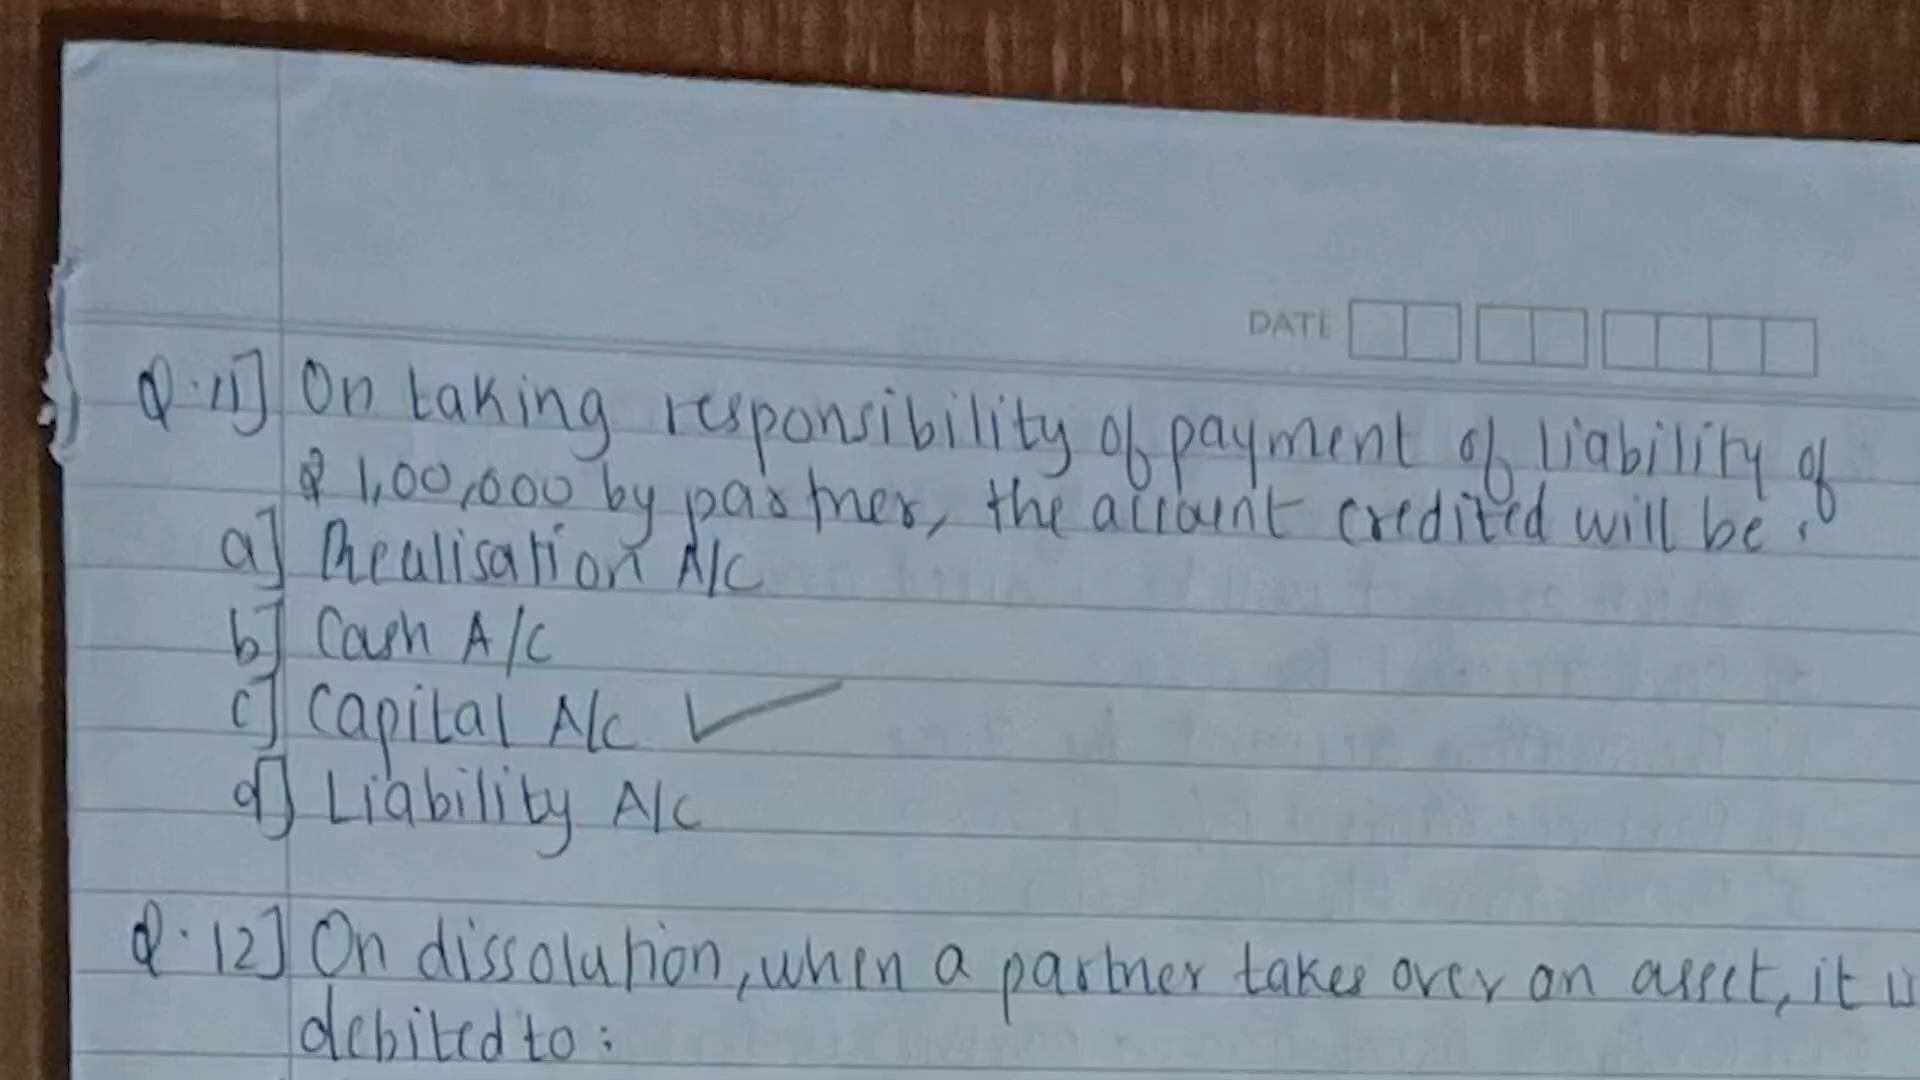 DATE
Q.11] On taking responsibility of payment of liability of
₹ 1,00,000 by partner, the account credited will be :
a] Realisation A/C
b] Cash A/C
c] Capital A/C ✓
d] Liability A/C
Q.12] On dissolution, when a partner takes over an asset, it is
debited to :